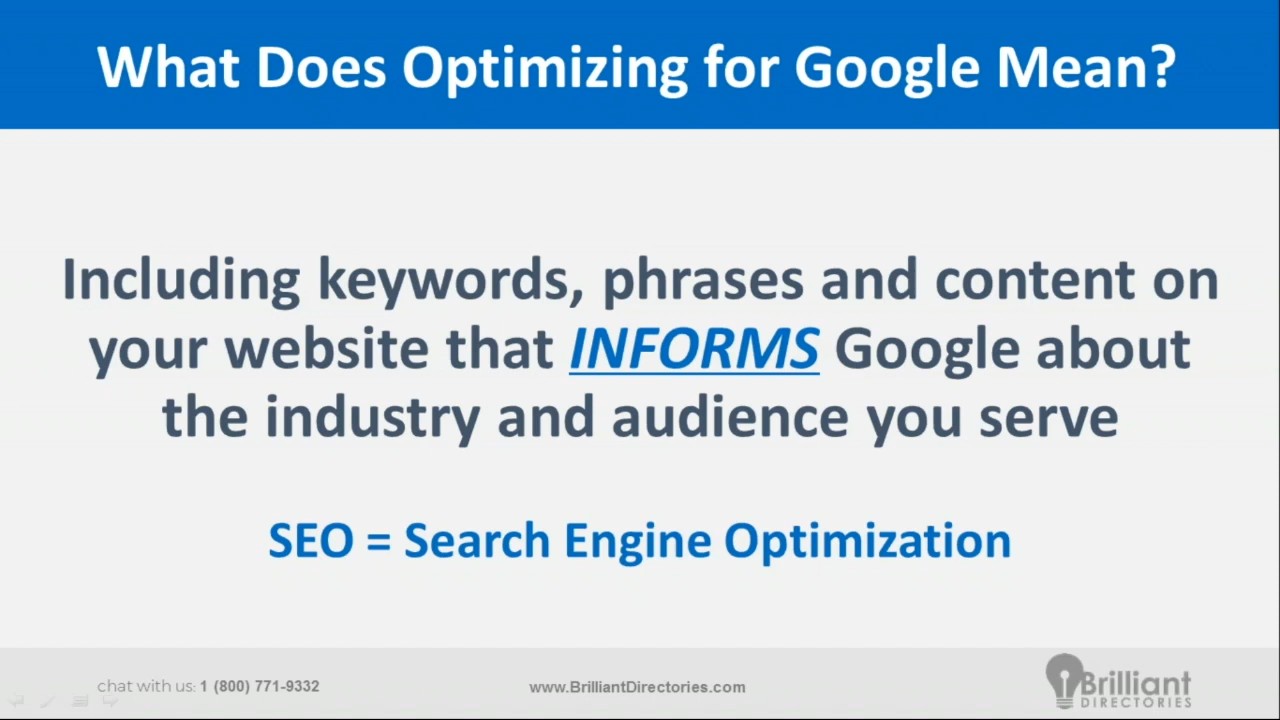 What Does Optimizing for Google Mean?
Including keywords, phrases and content on
your website that INFORMS Google about
the industry and audience you serve
SEO = Search Engine Optimization
chat with us: 1 (800) 771-9332
www.BrilliantDirectories.com
Brilliant
DIRECTORIES